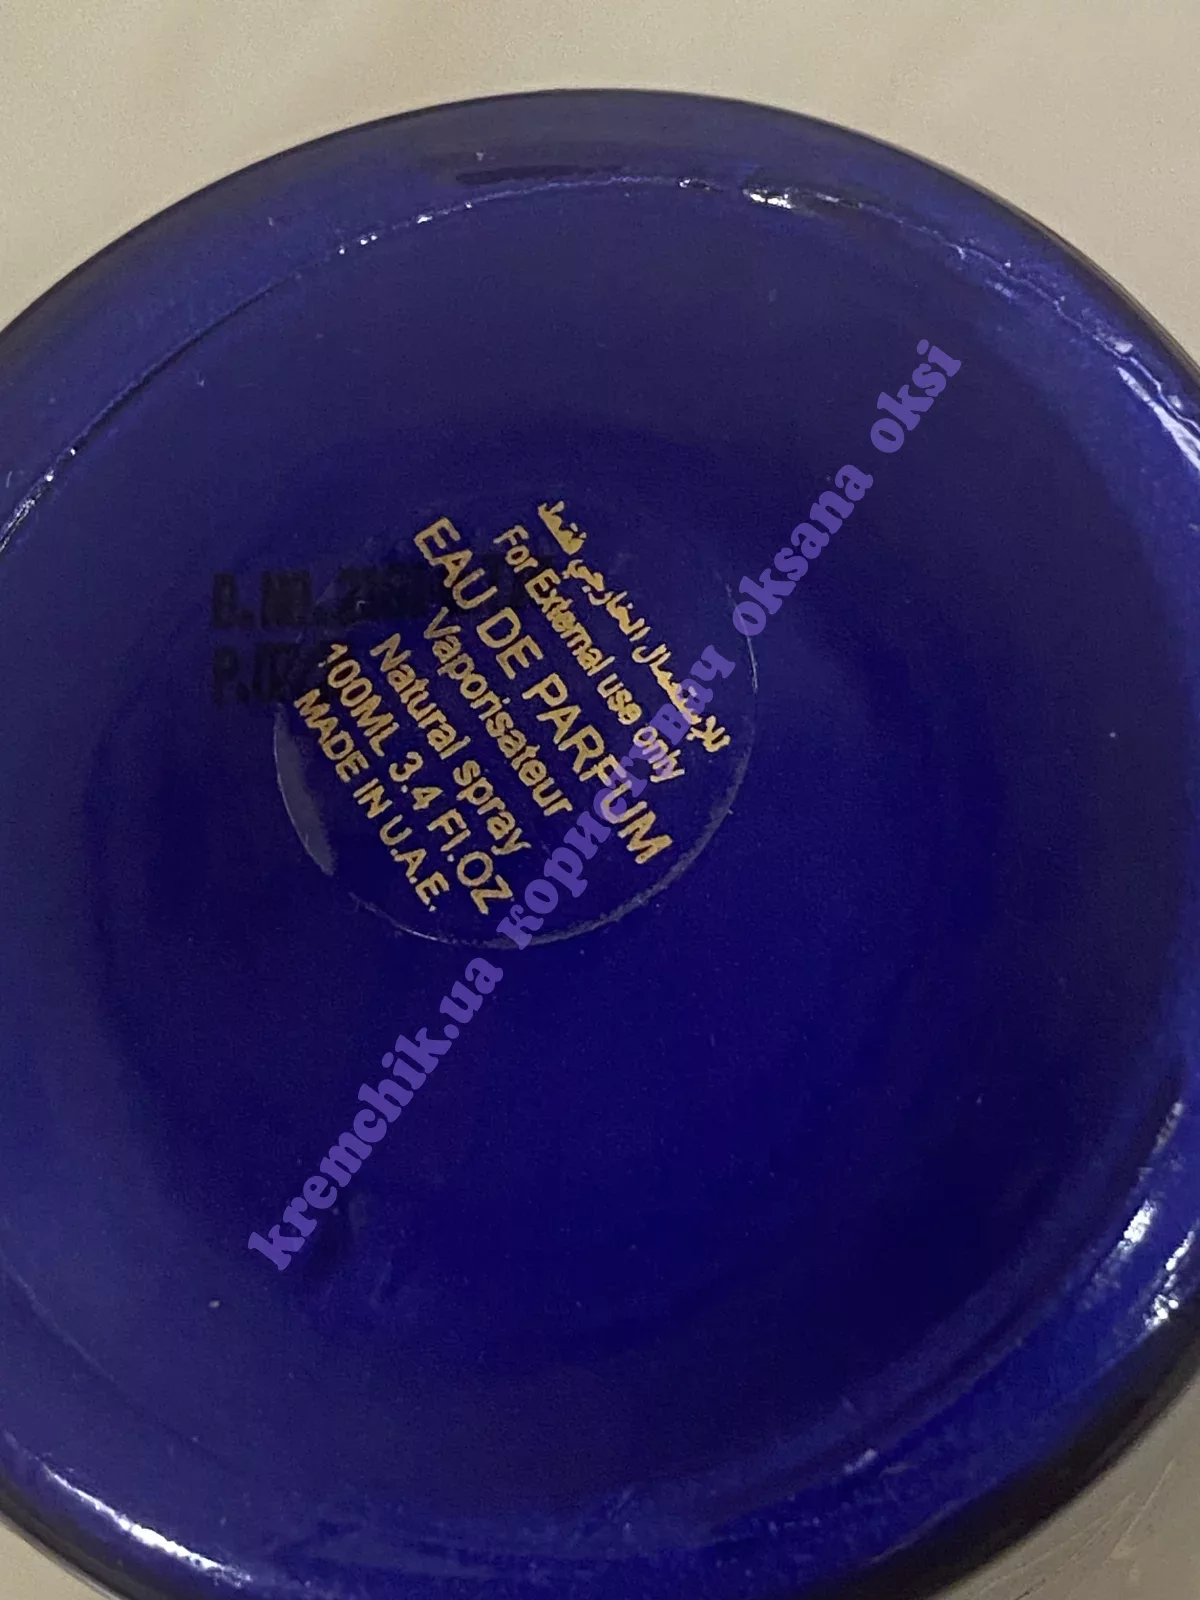 للإستعمال الخارجي فقط
For External use only
EAU DE PARFUM
Vaporisateur
Natural spray
100ML 3.4 Fl.OZ
MADE IN U.A.E.
B.NO.
kremchik.ua користувач oksana oksi